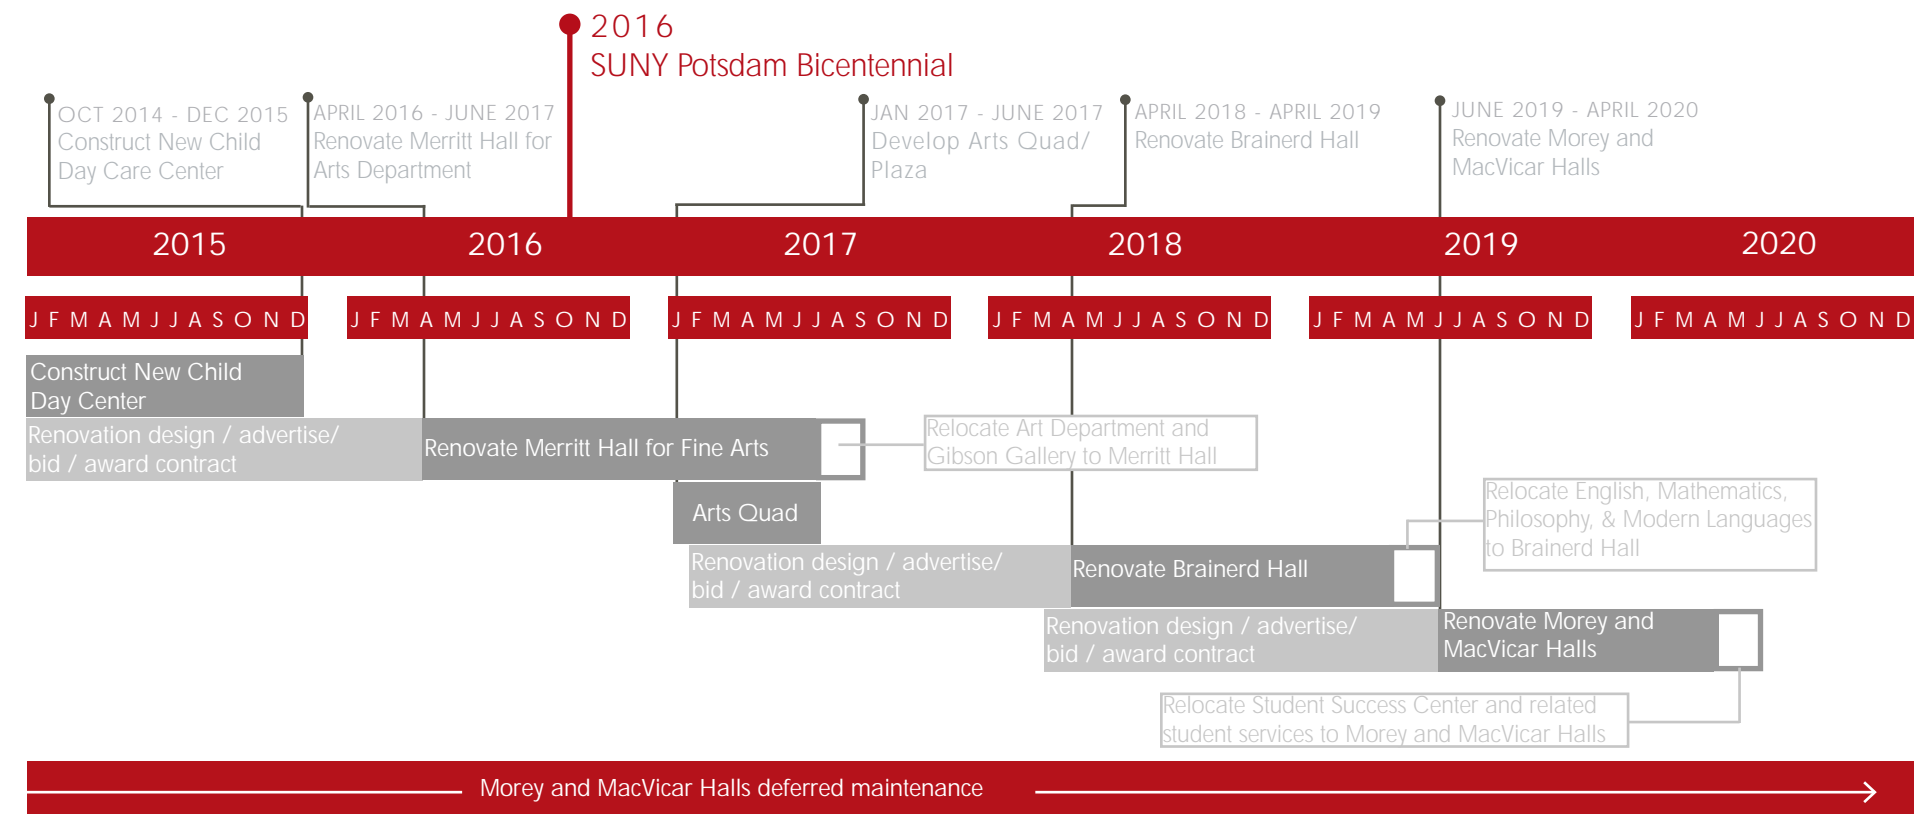 2016
SUNY Potsdam Bicentennial
OCT 2014 - DEC 2015
Construct New Child
Day Care Center
APRIL 2016 - JUNE 2017
Renovate Merritt Hall for
Arts Department
JAN 2017 - JUNE 2017
Develop Arts Quad/
Plaza
APRIL 2018 - APRIL 2019
Renovate Brainerd Hall
JUNE 2019 - APRIL 2020
Renovate Morey and
MacVicar Halls
2015 2016 2017 2018 2019 2020
J F M A M J J A S O N D J F M A M J J A S O N D J F M A M J J A S O N D J F M A M J J A S O N D J F M A M J J A S O N D J F M A M J J A S O N D
Construct New Child
Day Center
Renovation design / advertise/
bid / award contract
Renovate Merritt Hall for Fine Arts
Relocate Art Department and
Gibson Gallery to Merritt Hall
Arts Quad
Relocate English, Mathematics,
Philosophy, & Modern Languages
to Brainerd Hall
Renovation design / advertise/
bid / award contract
Renovate Brainerd Hall
Renovation design / advertise/
bid / award contract
Renovate Morey and
MacVicar Halls
Relocate Student Success Center and related
student services to Morey and MacVicar Halls
Morey and MacVicar Halls deferred maintenance